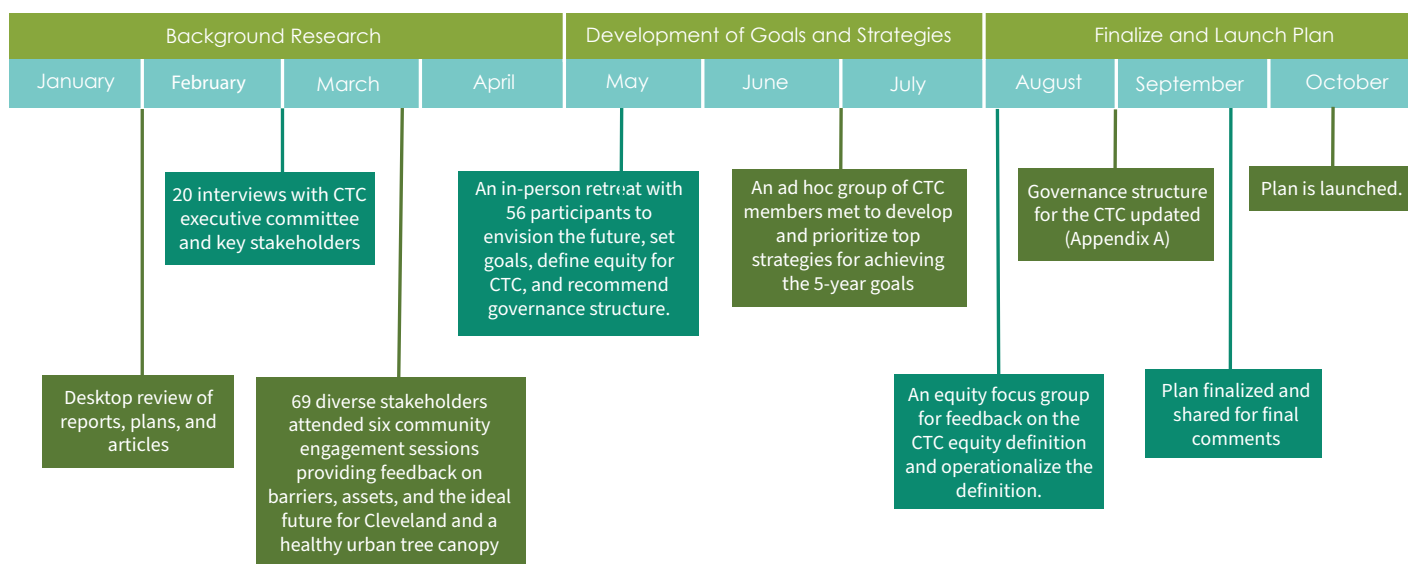 Background Research
Development of Goals and Strategies
Finalize and Launch Plan
January
February
March
April
May
June
July
August
September
October
20 interviews with CTC
executive committee
and key stakeholders
An in-person retreat with
56 participants to
envision the future, set
goals, define equity for
CTC, and recommend
governance structure.
An ad hoc group of CTC
members met to develop
and prioritize top
strategies for achieving
the 5-year goals
Governance structure
for the CTC updated
(Appendix A)
Plan is launched.
Desktop review of
reports, plans, and
articles
69 diverse stakeholders
attended six community
engagement sessions
providing feedback on
barriers, assets, and the ideal
future for Cleveland and a
healthy urban tree canopy
An equity focus group
for feedback on the
CTC equity definition
and operationalize the
definition.
Plan finalized and
shared for final
comments